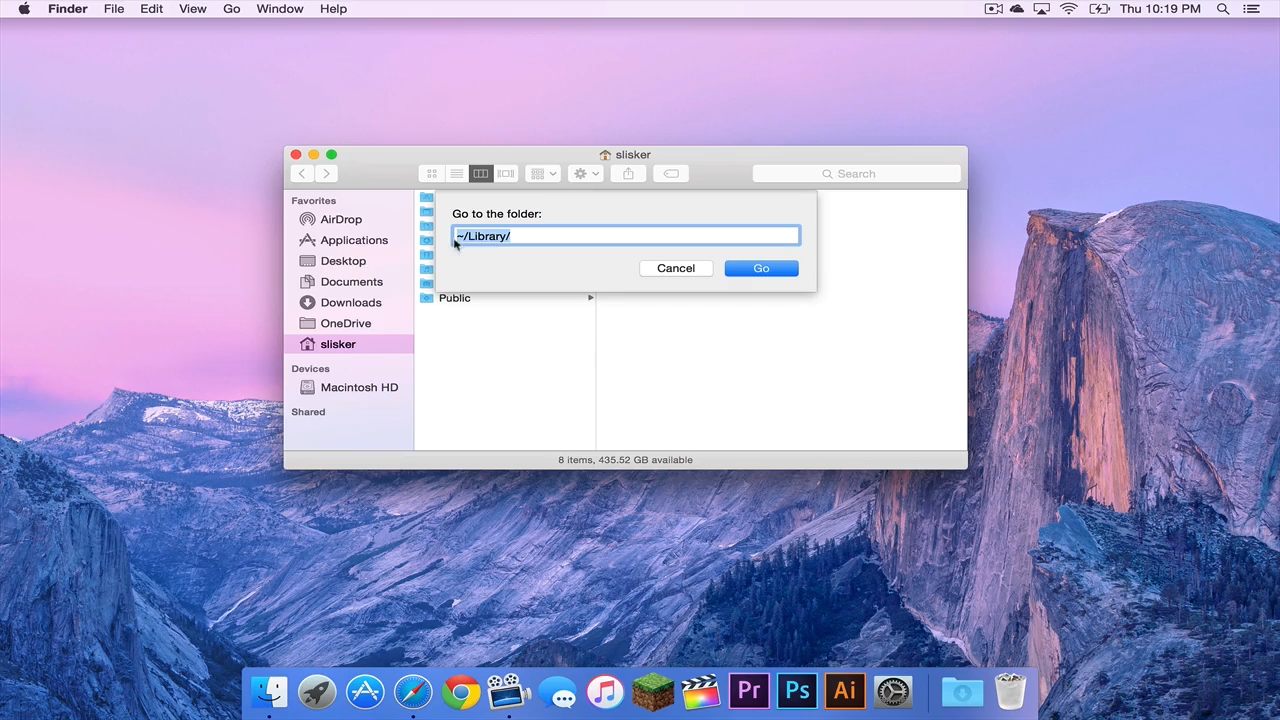 Finder File Edit View Go Window Help Thu 10:19 PM
slisker
Search
Favorites
AirDrop
Applications
Desktop
Documents
Downloads
OneDrive
slisker
Devices
Macintosh HD
Shared
Go to the folder:
~/Library/
Cancel Go
Public
8 items, 435.52 GB available
Pr Ps Ai